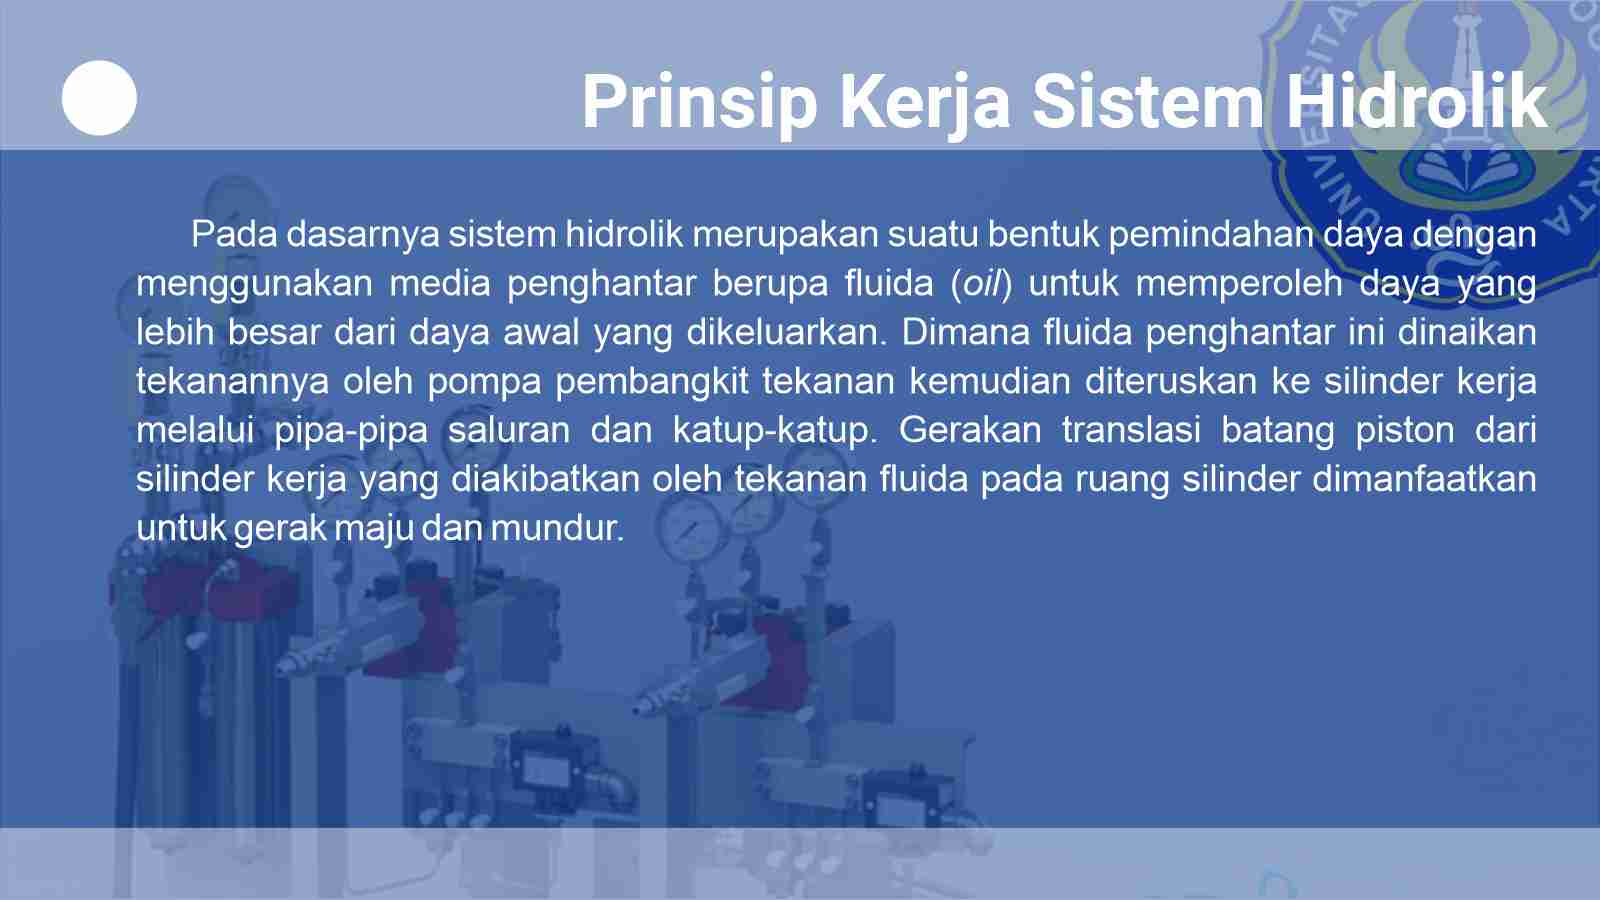 Prinsip Kerja Sistem Hidrolik
Pada dasarnya sistem hidrolik merupakan suatu bentuk pemindahan daya dengan
menggunakan media penghantar berupa fluida (oil) untuk memperoleh daya yang
lebih besar dari daya awal yang dikeluarkan. Dimana fluida penghantar ini dinaikan
tekanannya oleh pompa pembangkit tekanan kemudian diteruskan ke silinder kerja
melalui pipa-pipa saluran dan katup-katup. Gerakan translasi batang piston dari
silinder kerja yang diakibatkan oleh tekanan fluida pada ruang silinder dimanfaatkan
untuk gerak maju dan mundur.